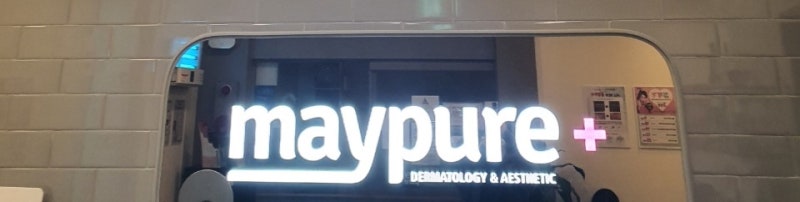 maypure +
DERMATOLOGY & AESTHETIC